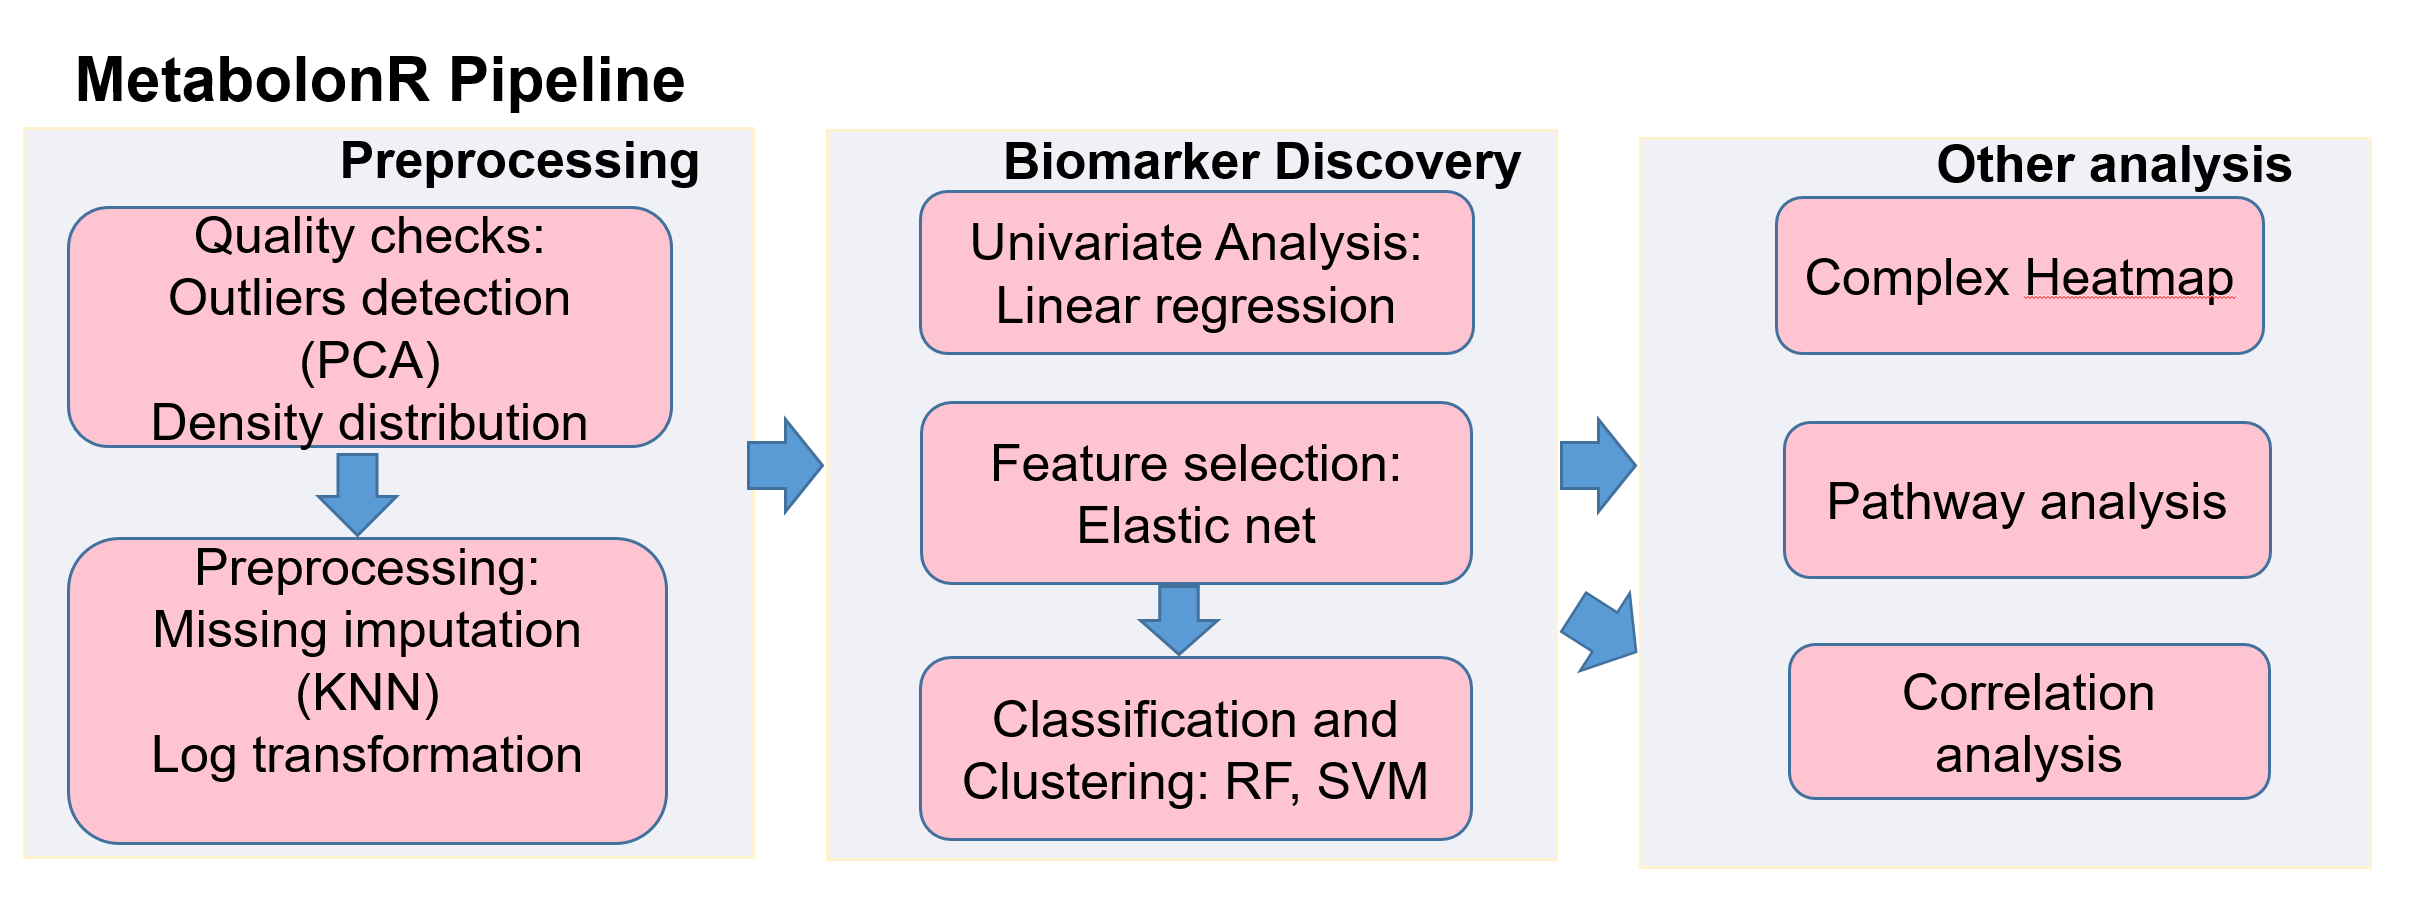 MetabolonR Pipeline
Preprocessing
Quality checks:
Outliers detection
(PCA)
Density distribution
Preprocessing:
Missing imputation
(KNN)
Log transformation
Biomarker Discovery
Univariate Analysis:
Linear regression
Feature selection:
Elastic net
Classification and
Clustering: RF, SVM
Other analysis
Complex Heatmap
Pathway analysis
Correlation
analysis